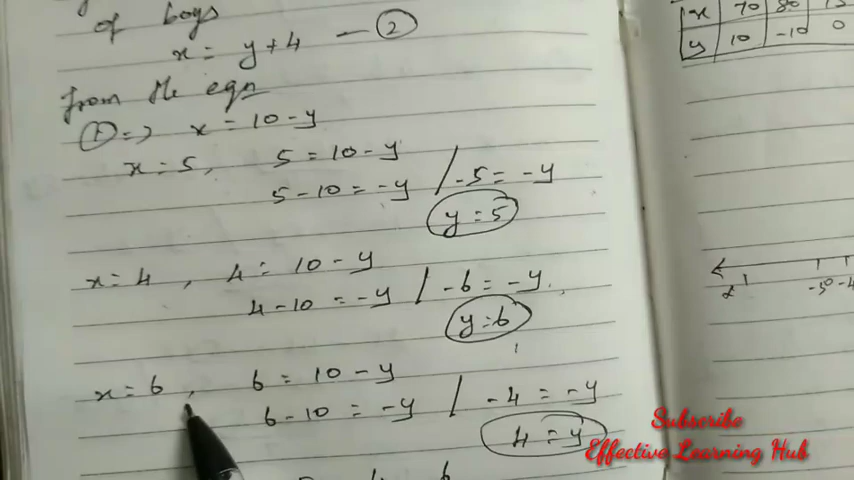 of boys
x = y + 4 — ②
from the eqn
① => x = 10 - y
x = 5, 5 = 10 - y
5 - 10 = -y / -5 = -y
y = 5
x = 4, 4 = 10 - y
4 - 10 = -y / -6 = -y
y = 6
x = 6, 6 = 10 - y
6 - 10 = -y / -4 = -y
4 = y
x 70 80
y 10 -10 0
-5 -4
Subscribe
Effective Learning Hub